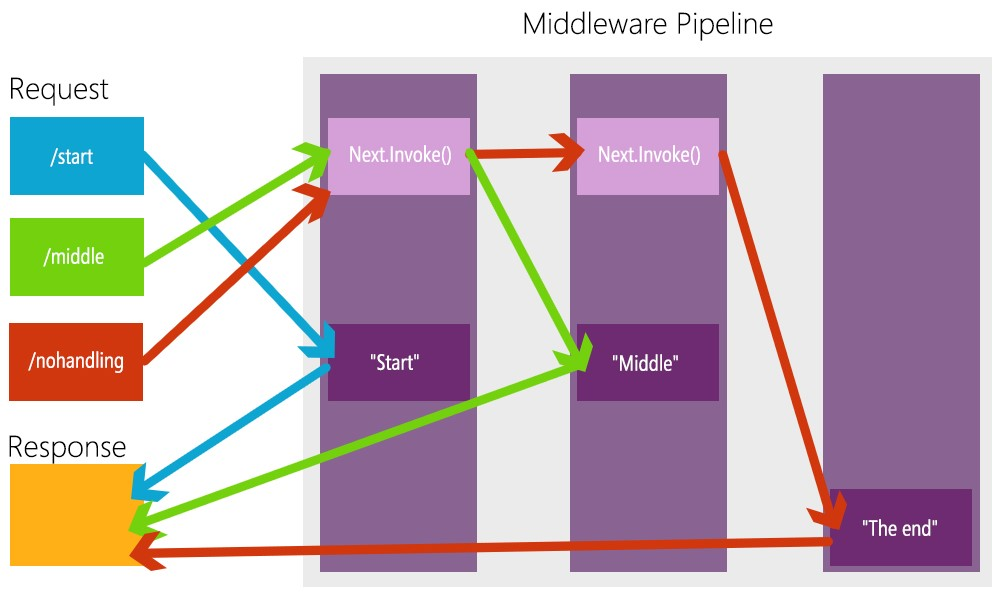 Middleware Pipeline
Request
/start
Next.Invoke()
Next.Invoke()
/middle
/nohandling
"Start"
"Middle"
Response
"The end"